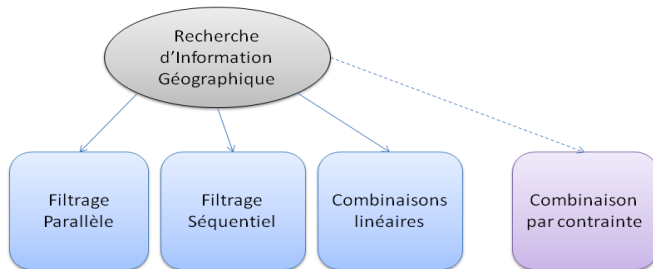 Recherche
d'Information
Géographique
Filtrage
Parallèle
Filtrage
Séquentiel
Combinaisons
linéaires
Combinaison
par contrainte